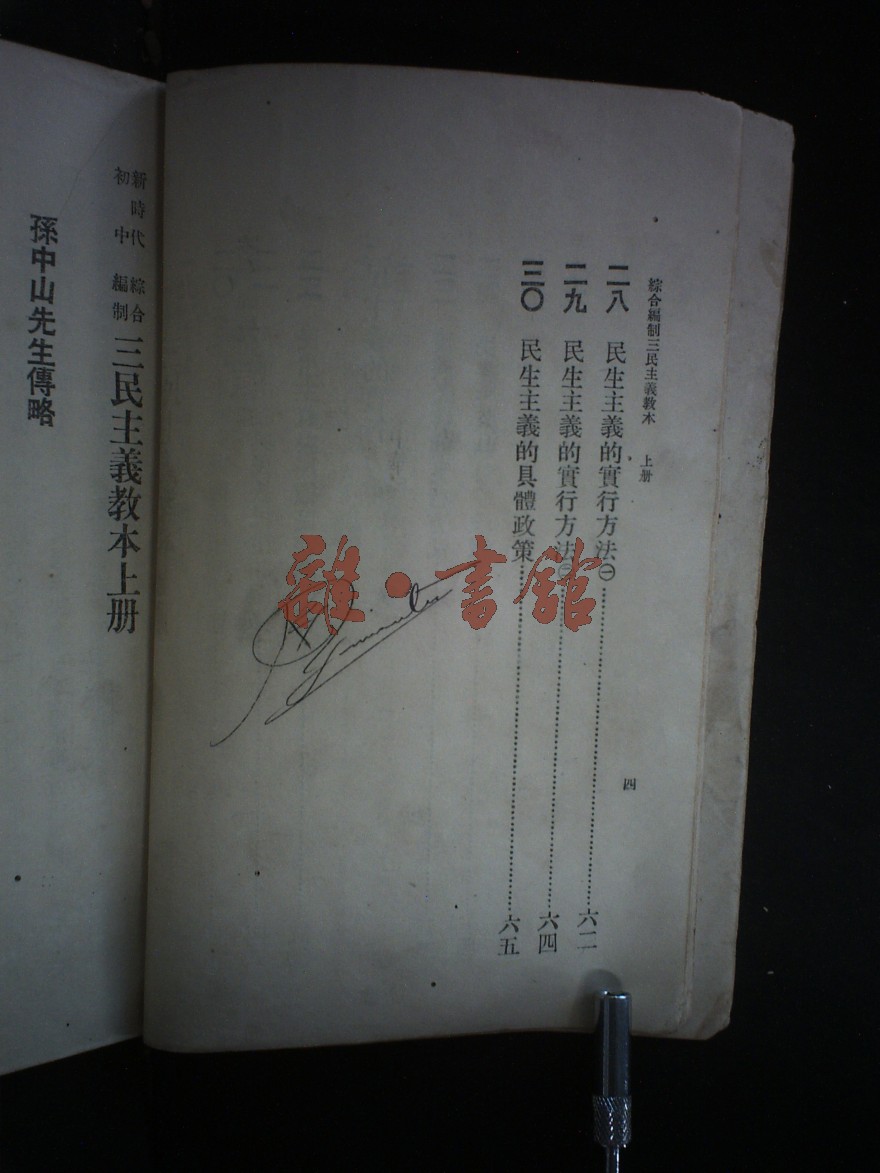 綜合編制三民主義教本 上册
四
二八 民生主義的實行方法㊀……六二
二九 民生主義的實行方法㊁……六四
三〇 民生主義的具體政策……六五
新時代 綜合
初中 編制
三民主義教本上册
孫中山先生傳略
雜·書館